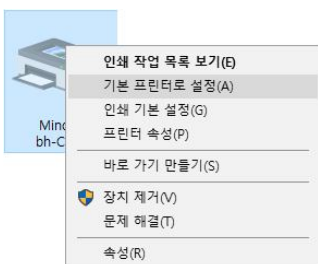 인쇄 작업 목록 보기(E)
기본 프린터로 설정(A)
인쇄 기본 설정(G)
프린터 속성(P)
바로 가기 만들기(S)
장치 제거(V)
문제 해결(T)
속성(R)